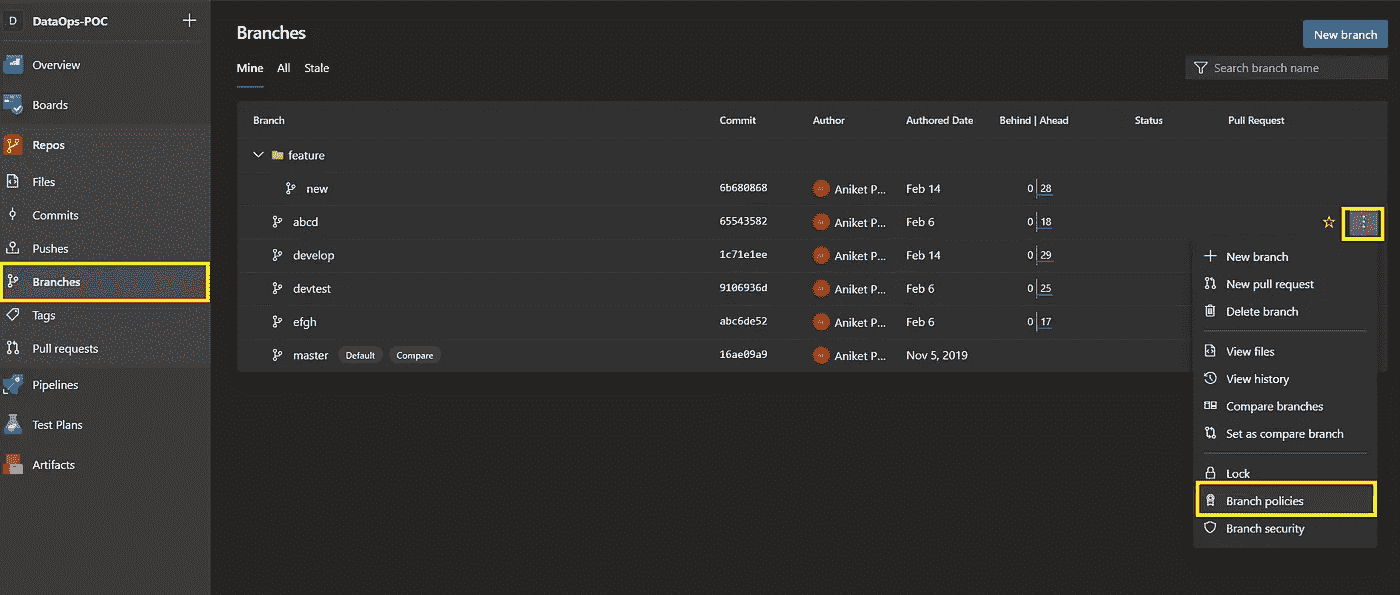 D DataOps-POC
Overview
Boards
Repos
Files
Commits
Pushes
Branches
Tags
Pull requests
Pipelines
Test Plans
Artifacts
Branches
New branch
Mine All Stale
Search branch name
Branch Commit Author Authored Date Behind | Ahead Status Pull Request
feature
new 6b680868 Aniket P... Feb 14 0 28
abcd 65543582 Aniket P... Feb 6 0 18
develop 1c71e1ee Aniket P... Feb 14 0 29
devtest 9106936d Aniket P... Feb 6 0 25
efgh abc6de52 Aniket P... Feb 6 0 17
master Default Compare 16ae09a9 Aniket P... Nov 5, 2019
New branch
New pull request
Delete branch
View files
View history
Compare branches
Set as compare branch
Lock
Branch policies
Branch security